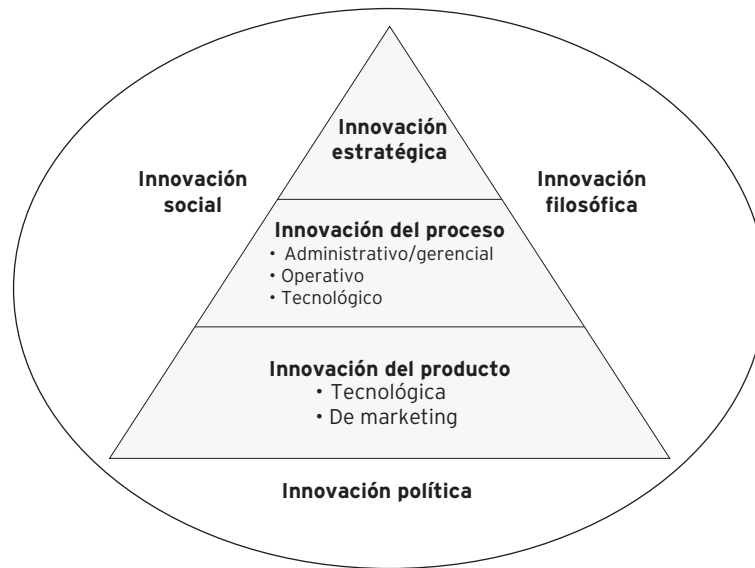 Innovación
estratégica
Innovación
social
Innovación
filosófica
Innovación del proceso
• Administrativo/gerencial
• Operativo
• Tecnológico
Innovación del producto
• Tecnológica
• De marketing
Innovación política